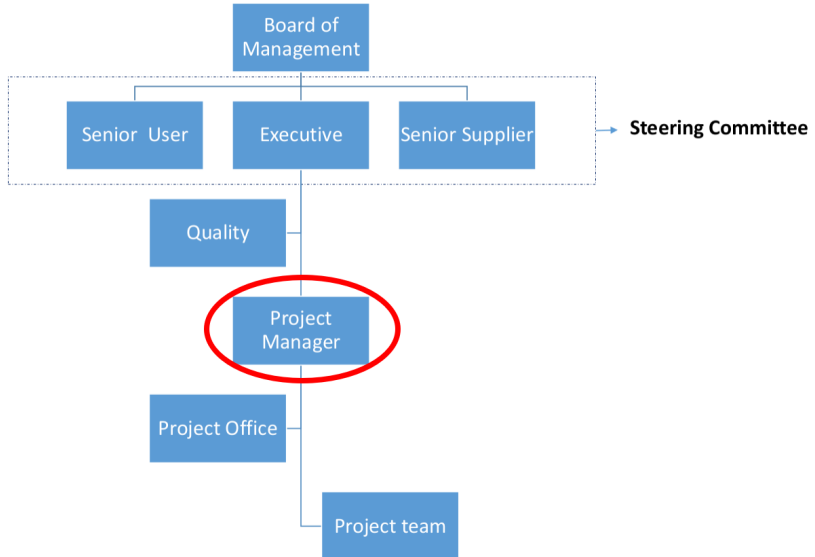 Board of
Management
Senior User
Executive
Senior Supplier
Steering Committee
Quality
Project
Manager
Project Office
Project team